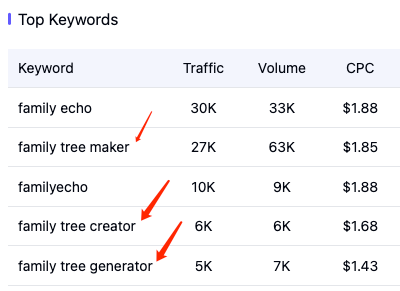 Top Keywords
Keyword Traffic Volume CPC
family echo 30K 33K $1.88
family tree maker 27K 63K $1.85
familyecho 10K 9K $1.88
family tree creator 6K 6K $1.68
family tree generator 5K 7K $1.43